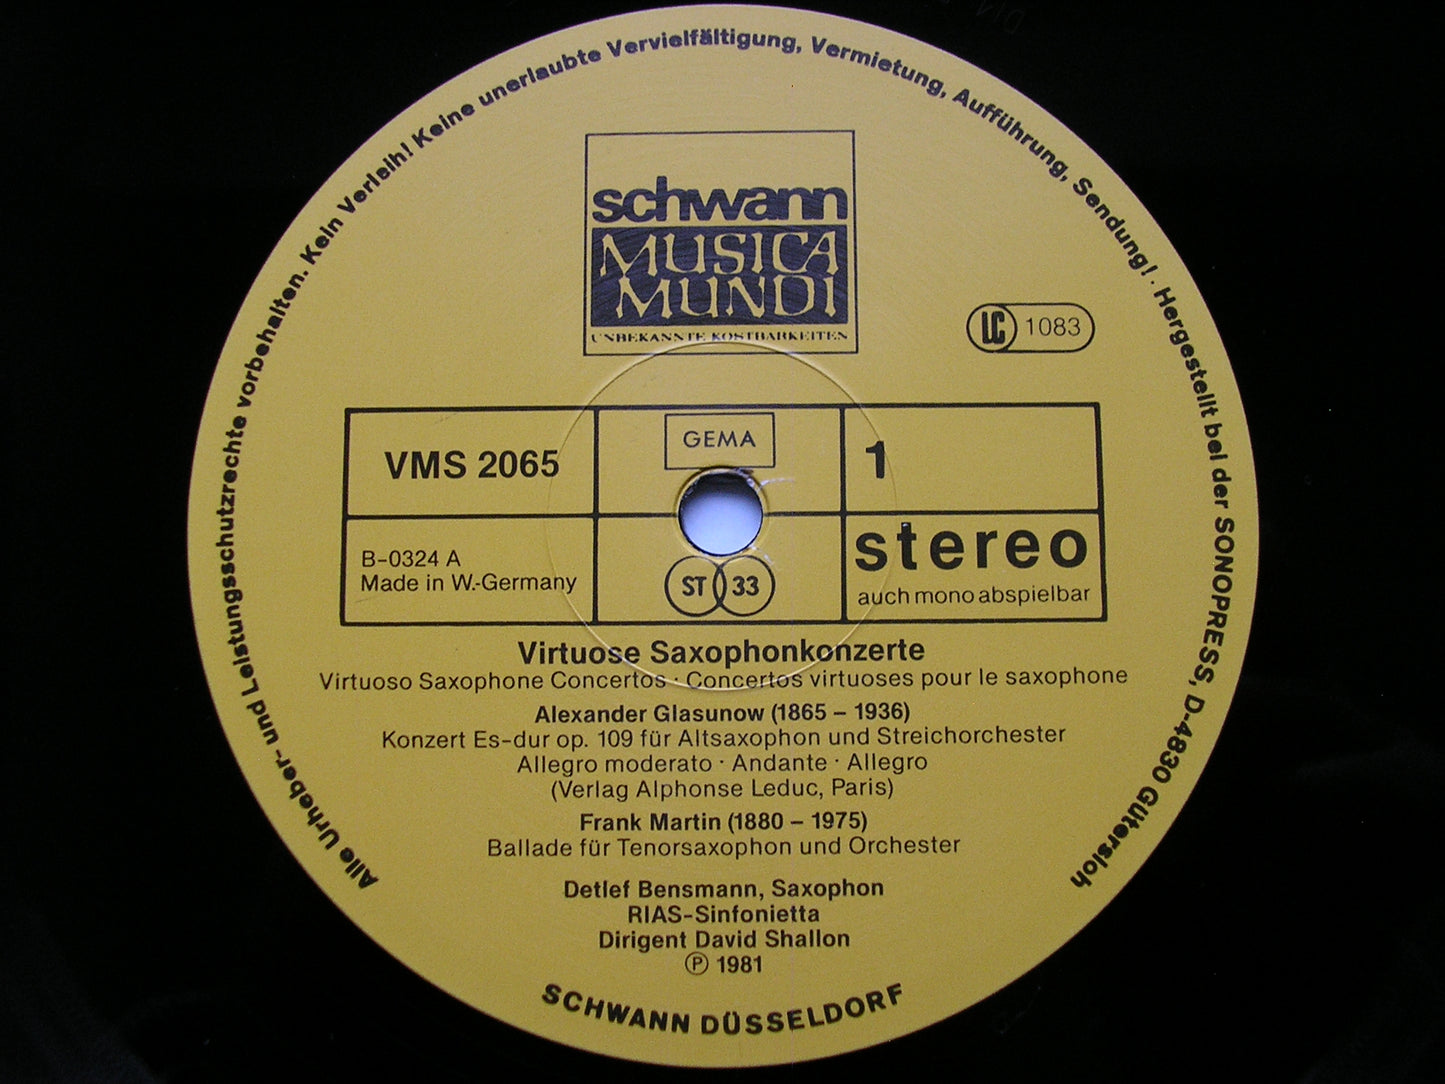 Alle Urheber- und Leistungsschutzrechte vorbehalten. Kein Verleih! Keine unerlaubte Vervielfältigung, Vermietung, Aufführung, Sendung! · Hergestellt bei der SONOPRESS, D-4830 Gütersloh
schwann
MUSICA
MUNDI
UNBEKANNTE KOSTBARKEITEN
LC 1083
VMS 2065
GEMA
1
B-0324 A
Made in W.-Germany
ST 33
stereo
auch mono abspielbar
Virtuose Saxophonkonzerte
Virtuoso Saxophone Concertos · Concertos virtuoses pour le saxophone
Alexander Glasunow (1865 – 1936)
Konzert Es-dur op. 109 für Altsaxophon und Streichorchester
Allegro moderato · Andante · Allegro
(Verlag Alphonse Leduc, Paris)
Frank Martin (1880 – 1975)
Ballade für Tenorsaxophon und Orchester
Detlef Bensmann, Saxophon
RIAS-Sinfonietta
Dirigent David Shallon
Ⓟ 1981
SCHWANN DÜSSELDORF